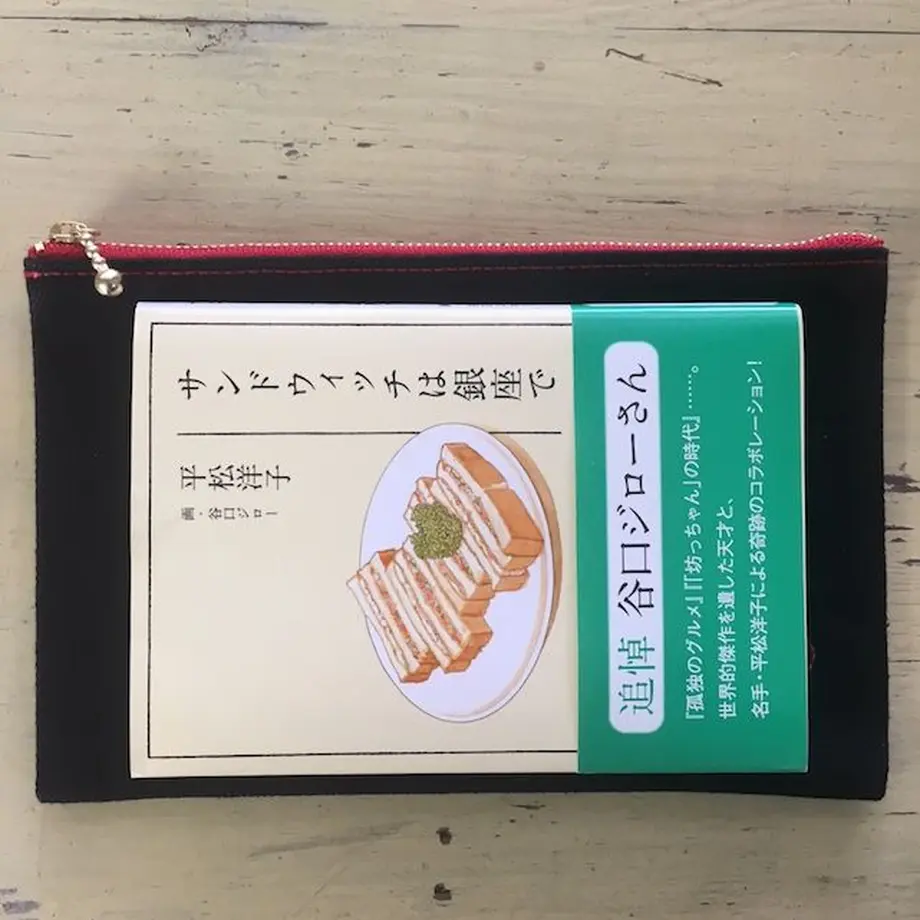 サンドウィッチは銀座で
平松洋子
画・谷口ジロー
追悼 谷口ジローさん
『孤独のグルメ』『「坊っちゃん」の時代』……。
世界的傑作を遺した天才と、
名手・平松洋子による奇跡のコラボレーション!